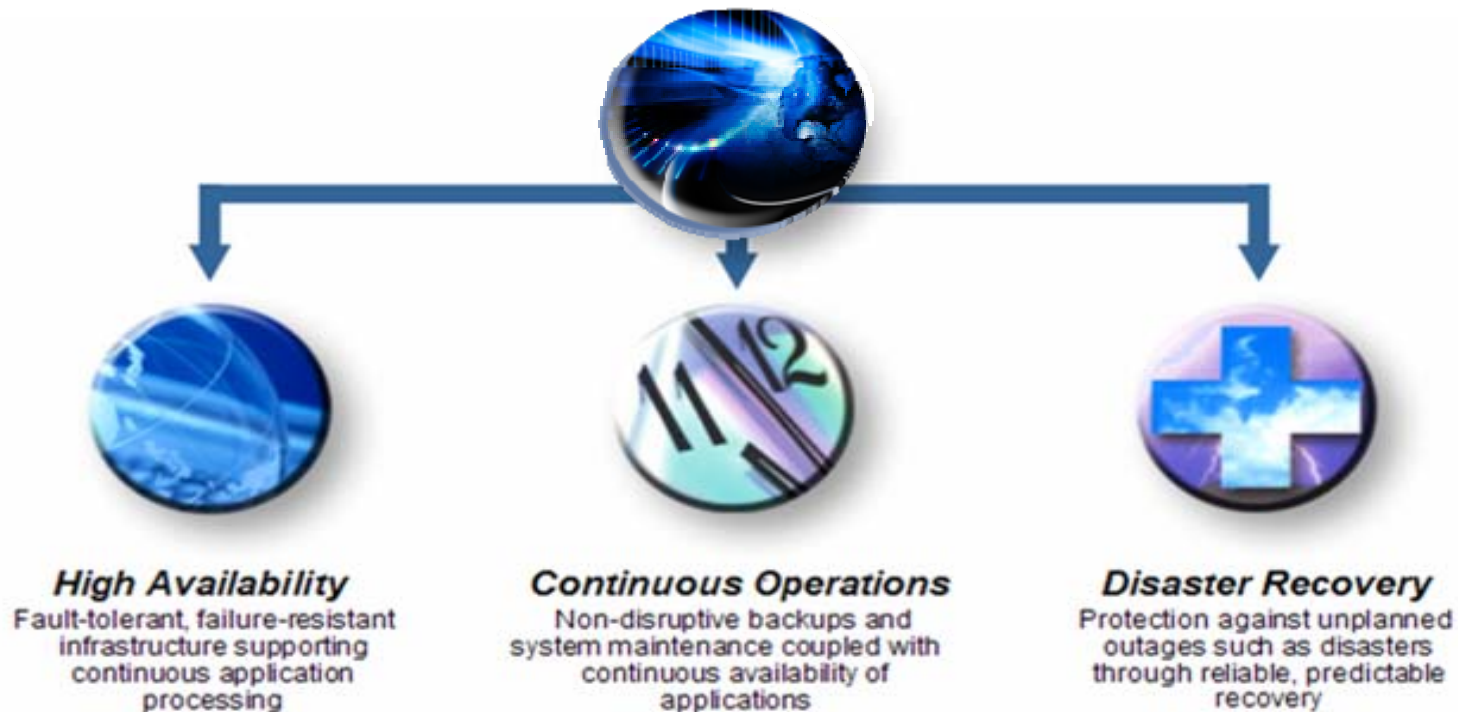 11
12
High Availability
Fault-tolerant, failure-resistant
infrastructure supporting
continuous application
processing
Continuous Operations
Non-disruptive backups and
system maintenance coupled with
continuous availability of
applications
Disaster Recovery
Protection against unplanned
outages such as disasters
through reliable, predictable
recovery